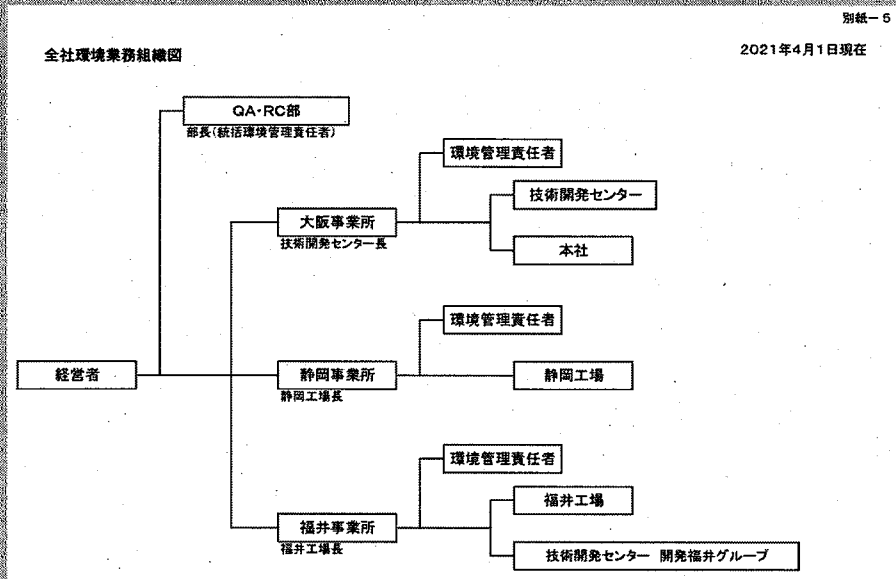 別紙－5
全社環境業務組織図
2021年4月1日現在
QA・RC部
部長(統括環境管理責任者)
環境管理責任者
技術開発センター
大阪事業所
技術開発センター長
本社
環境管理責任者
経営者
静岡事業所
静岡工場長
静岡工場
環境管理責任者
福井工場
福井事業所
福井工場長
技術開発センター 開発福井グループ